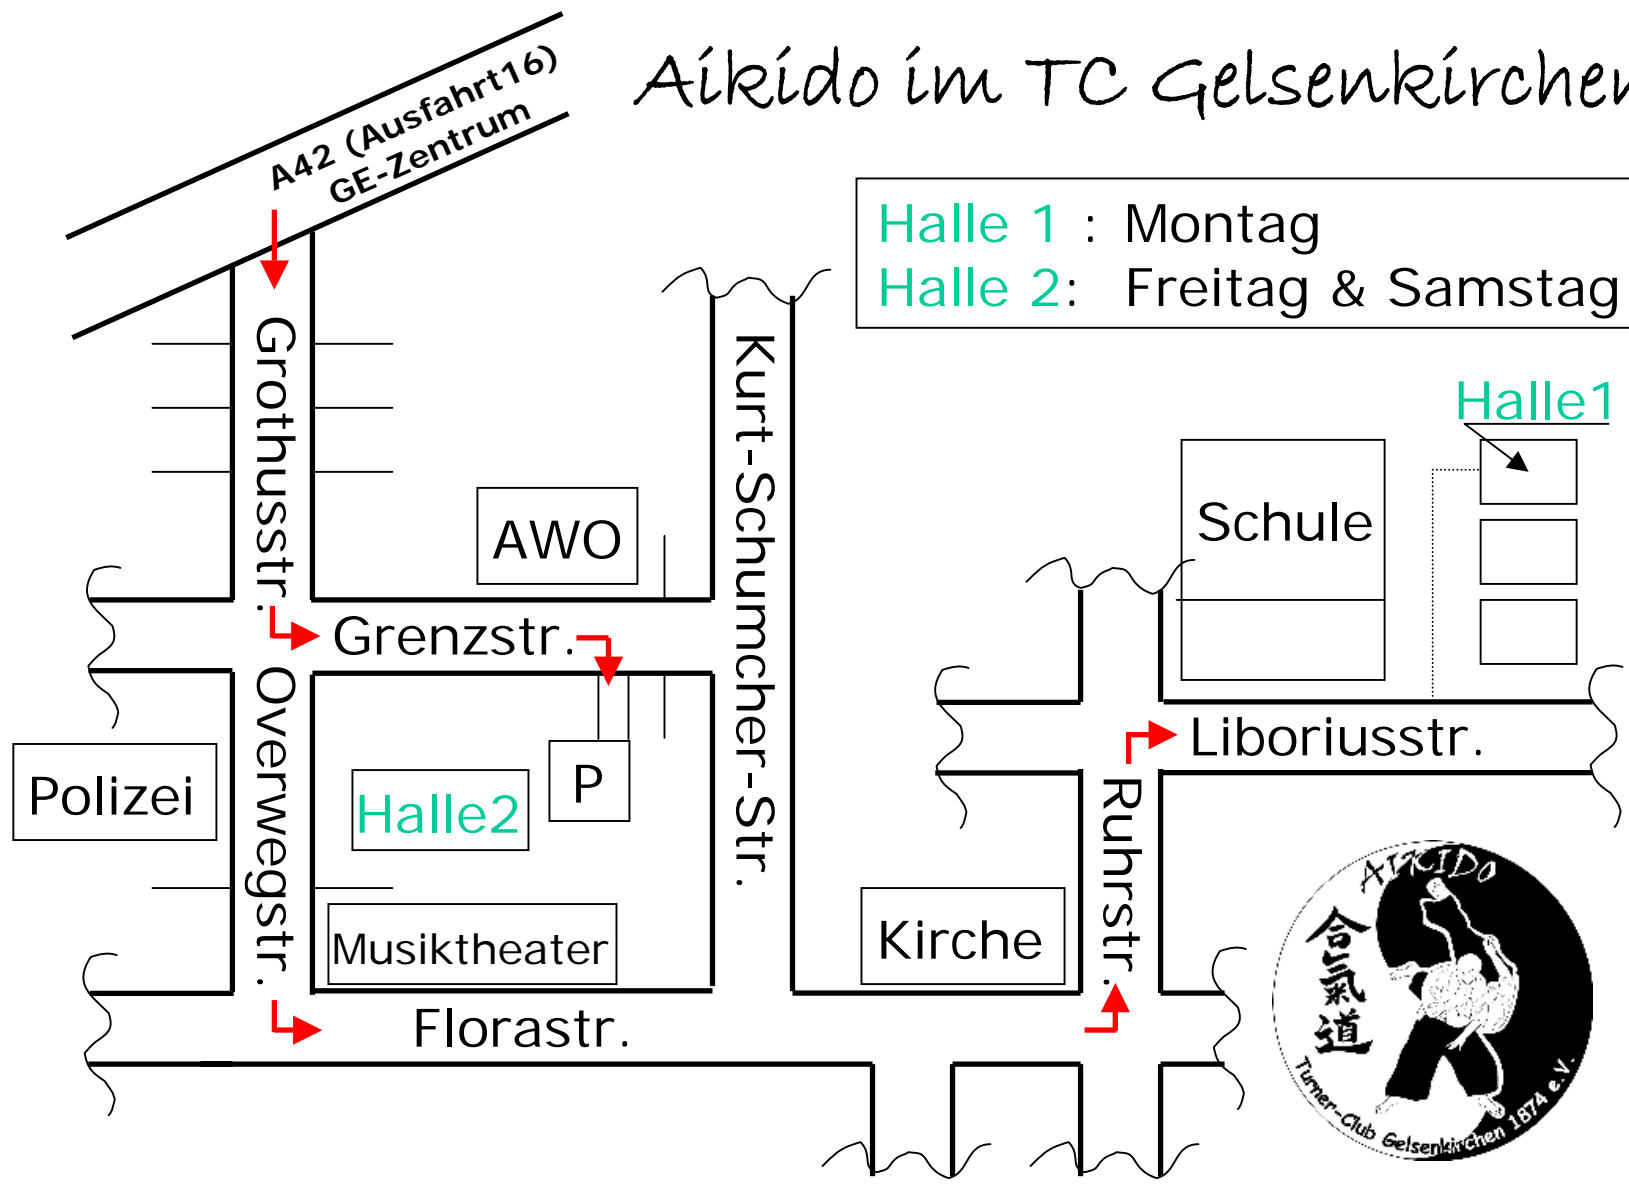 Aikido im TC Gelsenkirchen
A42 (Ausfahrt16)
GE-Zentrum
Halle 1 : Montag
Halle 2: Freitag & Samstag
Grothusstr.
Kurt-Schumcher-Str.
Halle1
Schule
AWO
Grenzstr.
Overwegstr.
Liboriusstr.
Polizei
Halle2
P
Ruhrstr.
Kirche
Musiktheater
Florastr.
AIKIDO
合氣道
Turner-Club Gelsenkirchen 1874 e.V.